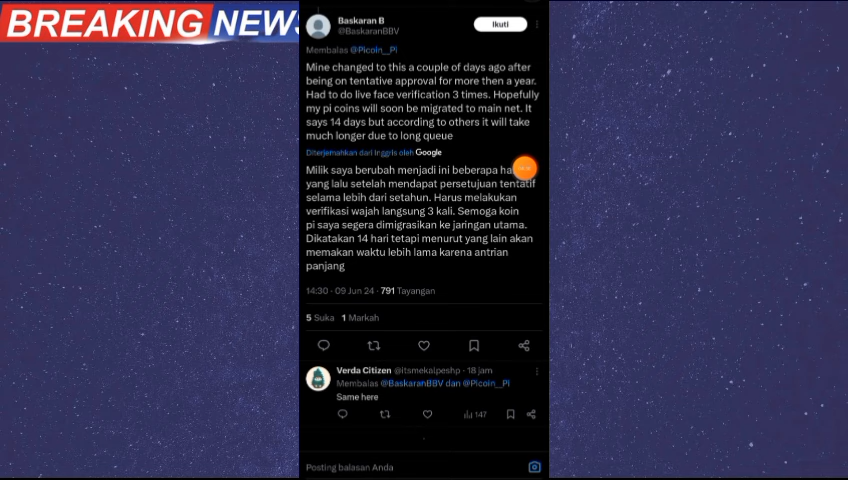 BREAKING NEWS
Baskaran B
@BaskaranBBV
Ikuti
Membalas @Picoin__Pi
Mine changed to this a couple of days ago after
being on tentative approval for more then a year.
Had to do live face verification 3 times. Hopefully
my pi coins will soon be migrated to main net. It
says 14 days but according to others it will take
much longer due to long queue
Diterjemahkan dari Inggris oleh Google
Milik saya berubah menjadi ini beberapa
yang lalu setelah mendapat persetujuan tentatif
selama lebih dari setahun. Harus melakukan
verifikasi wajah langsung 3 kali. Semoga koin
pi saya segera dimigrasikan ke jaringan utama.
Dikatakan 14 hari tetapi menurut yang lain akan
memakan waktu lebih lama karena antrian
panjang
14:30 · 09 Jun 24 · 791 Tayangan
5 Suka 1 Markah
Verda Citizen @itsmekalpeshp · 18 jam
Membalas @BaskaranBBV dan @Picoin__Pi
Same here
147
Posting balasan Anda